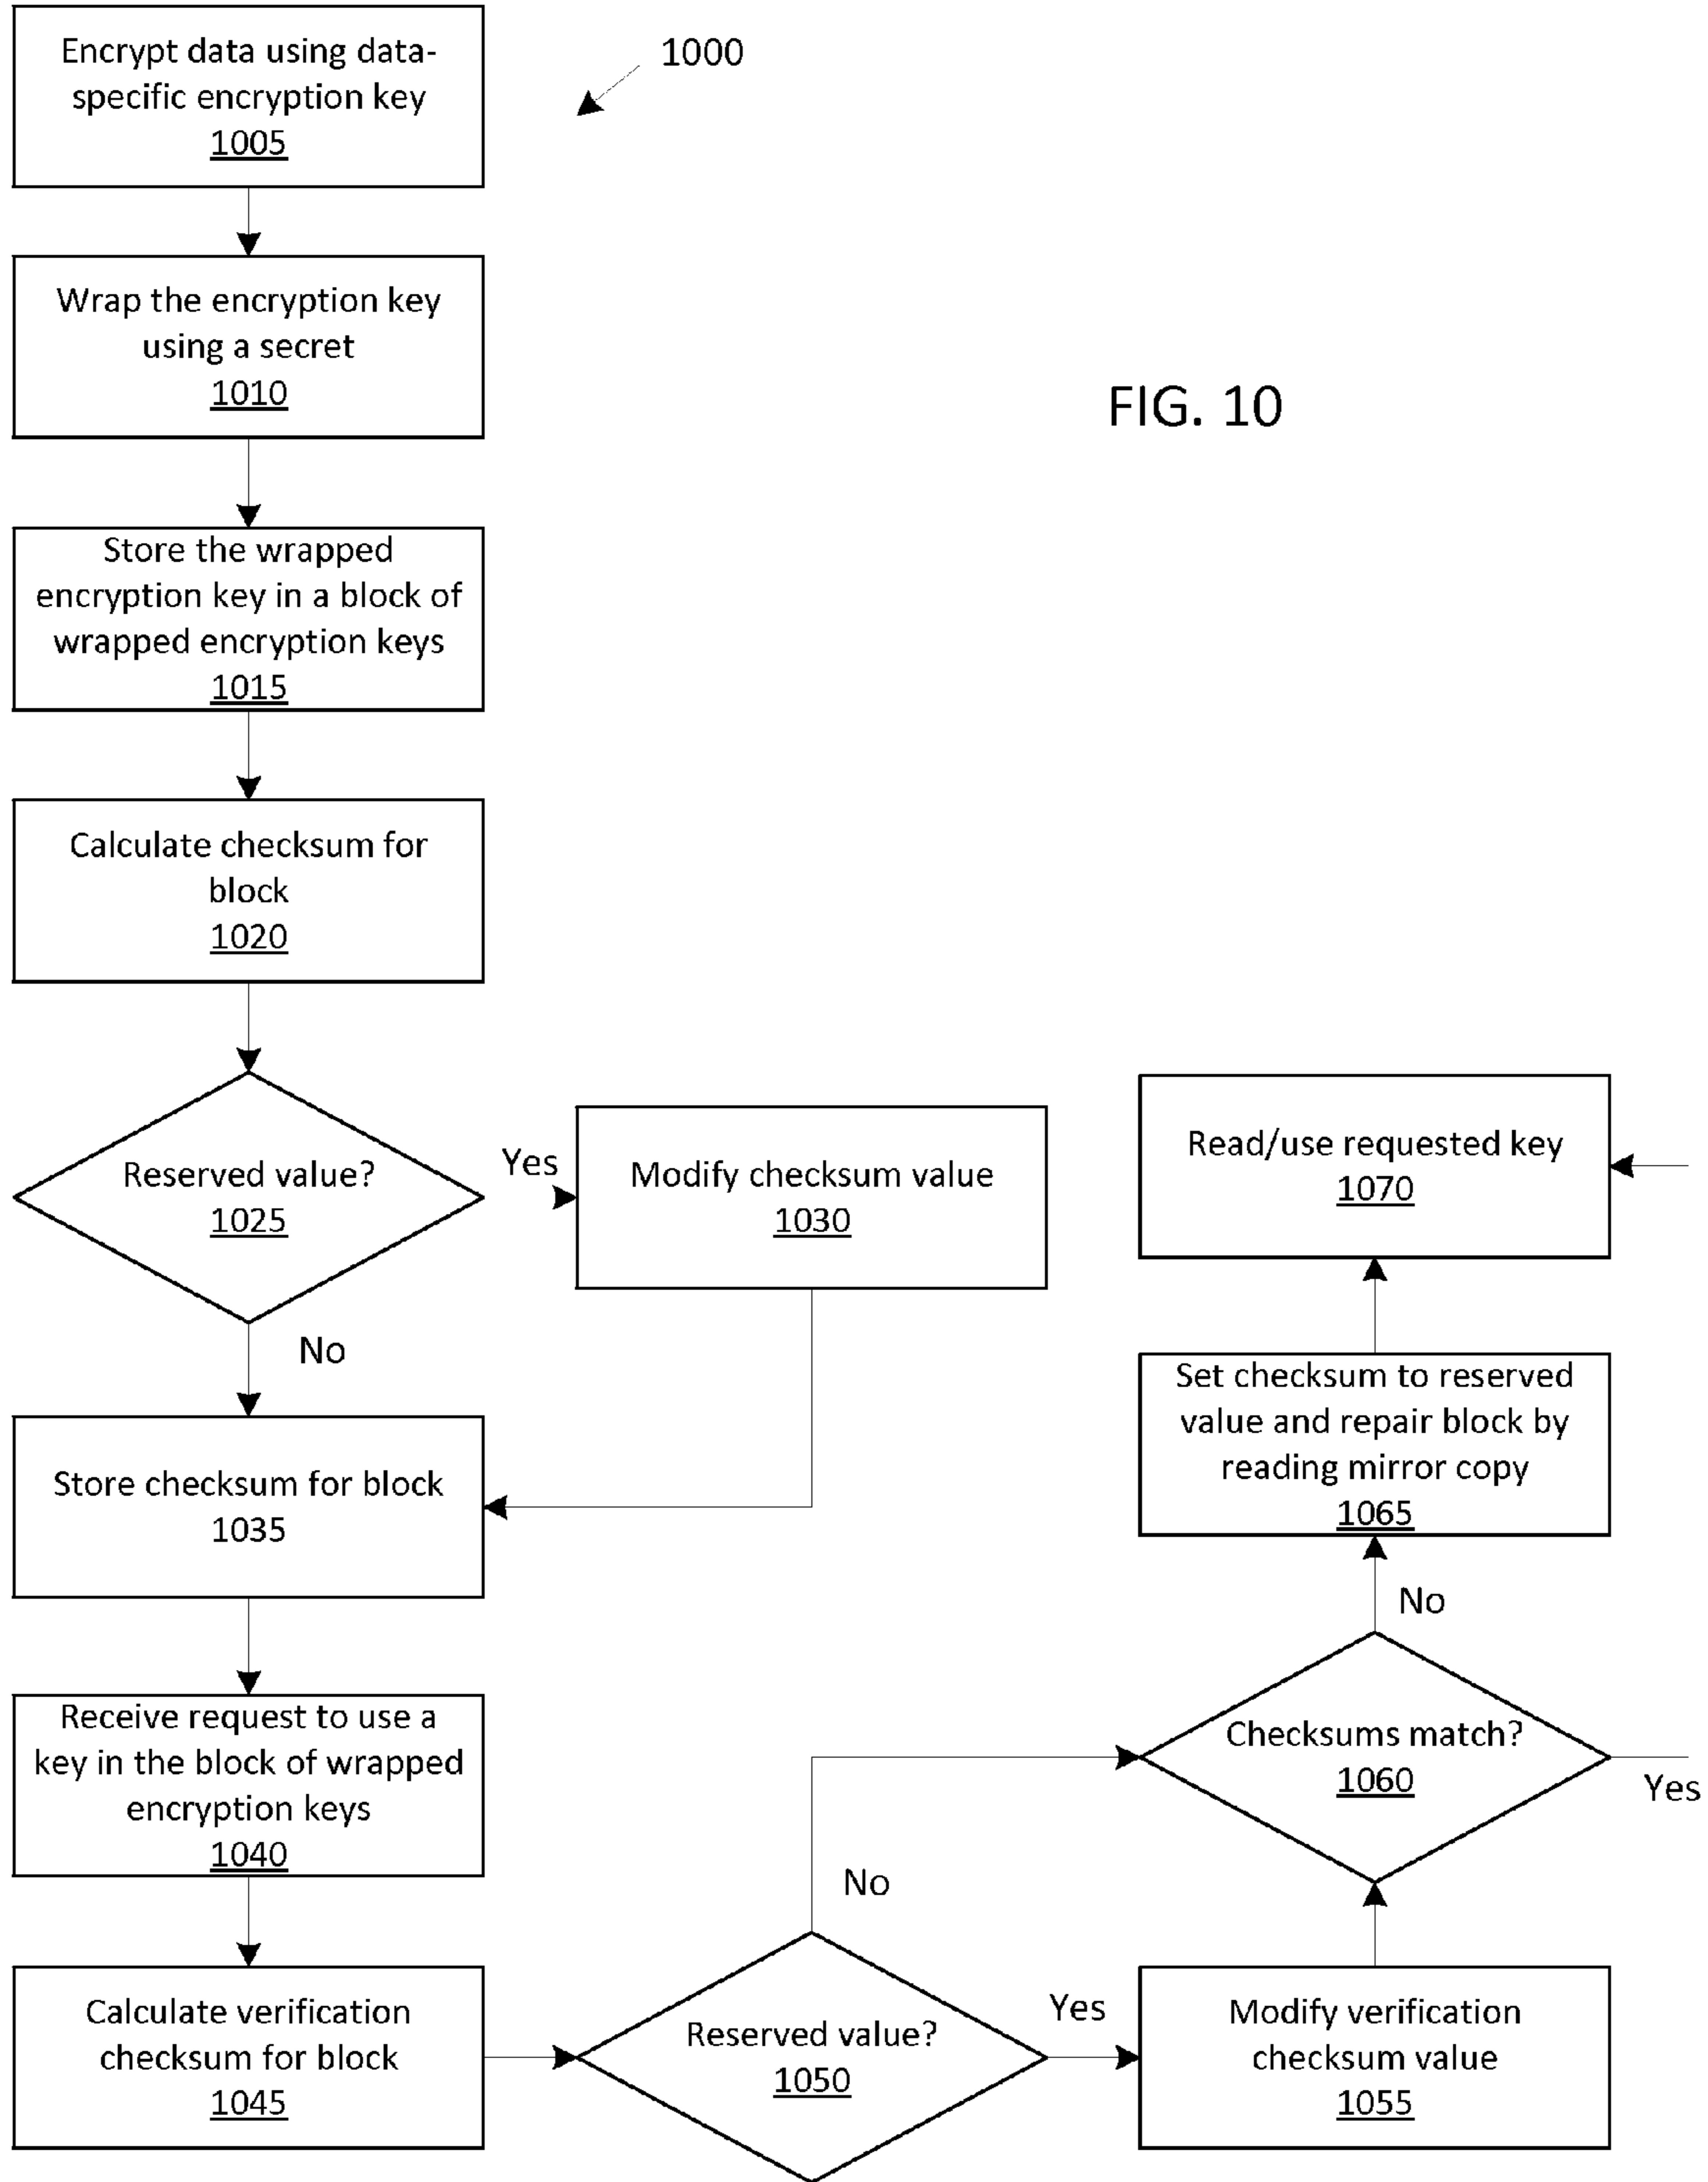 Encrypt data using data-
specific encryption key
1005
1000
Wrap the encryption key
using a secret
1010
FIG. 10
Store the wrapped
encryption key in a block of
wrapped encryption keys
1015
Calculate checksum for
block
1020
Reserved value?
1025
Yes
No
Modify checksum value
1030
Store checksum for block
1035
Receive request to use a
key in the block of wrapped
encryption keys
1040
Calculate verification
checksum for block
1045
Reserved value?
1050
No
Yes
Modify verification
checksum value
1055
Checksums match?
1060
Yes
No
Set checksum to reserved
value and repair block by
reading mirror copy
1065
Read/use requested key
1070